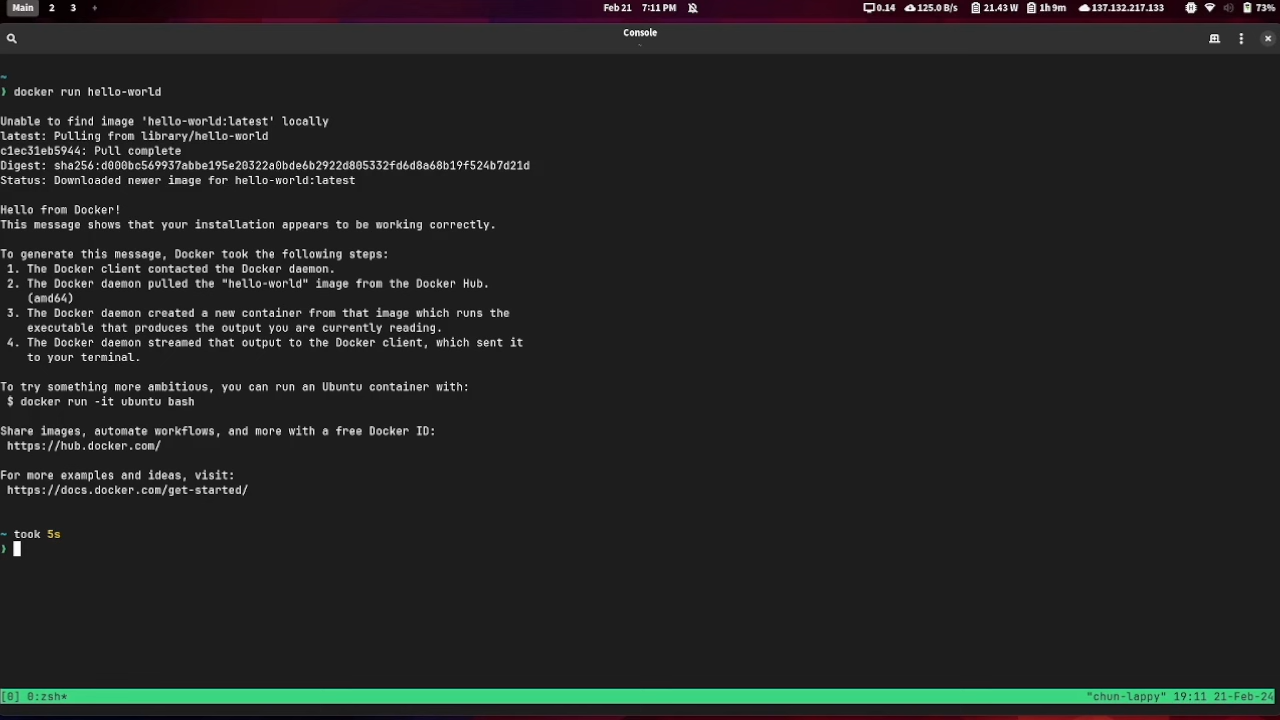 Main 2 3 +
Feb 21 7:11 PM
0.14 125.0 B/s 21.43 W 1h 9m 137.132.217.133 73%
Console
~
~
❯ docker run hello-world
Unable to find image 'hello-world:latest' locally
latest: Pulling from library/hello-world
c1ec31eb5944: Pull complete
Digest: sha256:d000bc569937abbe195e20322a0bde6b2922d805332fd6d8a68b19f524b7d21d
Status: Downloaded newer image for hello-world:latest
Hello from Docker!
This message shows that your installation appears to be working correctly.
To generate this message, Docker took the following steps:
1. The Docker client contacted the Docker daemon.
2. The Docker daemon pulled the "hello-world" image from the Docker Hub.
(amd64)
3. The Docker daemon created a new container from that image which runs the
executable that produces the output you are currently reading.
4. The Docker daemon streamed that output to the Docker client, which sent it
to your terminal.
To try something more ambitious, you can run an Ubuntu container with:
$ docker run -it ubuntu bash
Share images, automate workflows, and more with a free Docker ID:
https://hub.docker.com/
For more examples and ideas, visit:
https://docs.docker.com/get-started/
~ took 5s
❯
[0] 0:zsh* "chun-lappy" 19:11 21-Feb-24